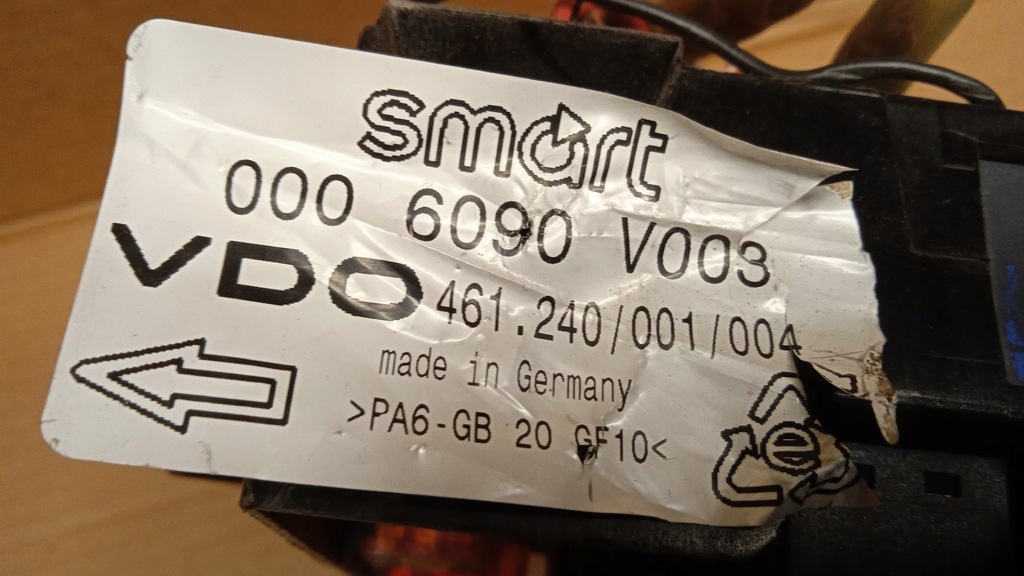 smart
000 6090 V003
VDO 461.240/001/004
made in Germany
>PA6-GB 20 GF10<